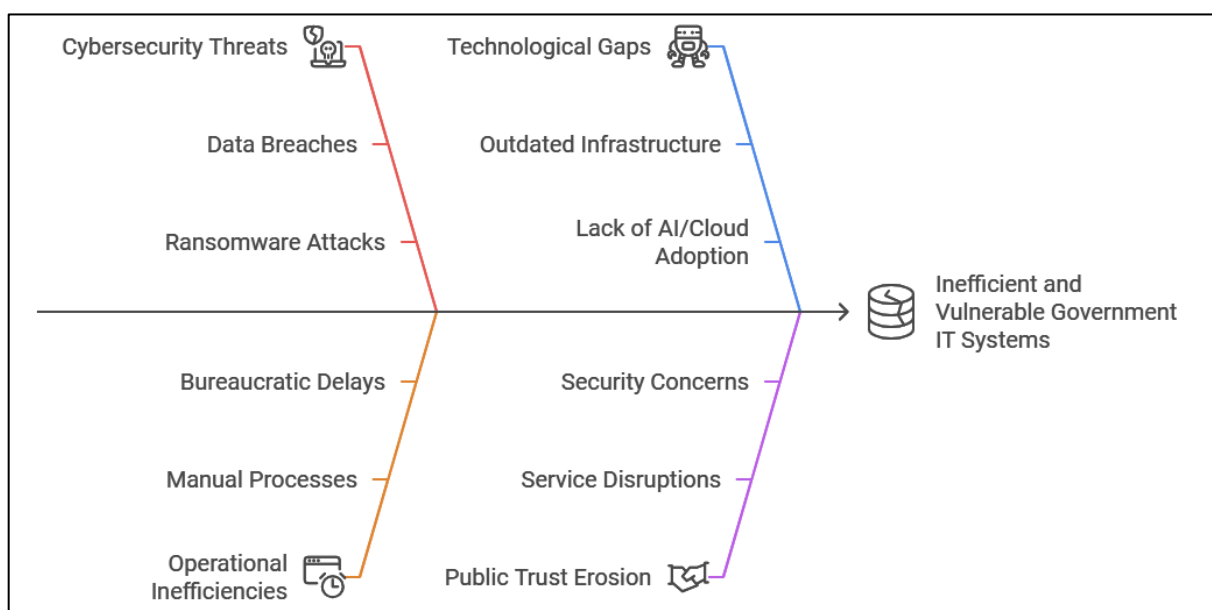 Cybersecurity Threats
Technological Gaps
Data Breaches
Outdated Infrastructure
Ransomware Attacks
Lack of AI/Cloud
Adoption
Inefficient and
Vulnerable Government
IT Systems
Bureaucratic Delays
Security Concerns
Manual Processes
Service Disruptions
Operational
Inefficiencies
Public Trust Erosion